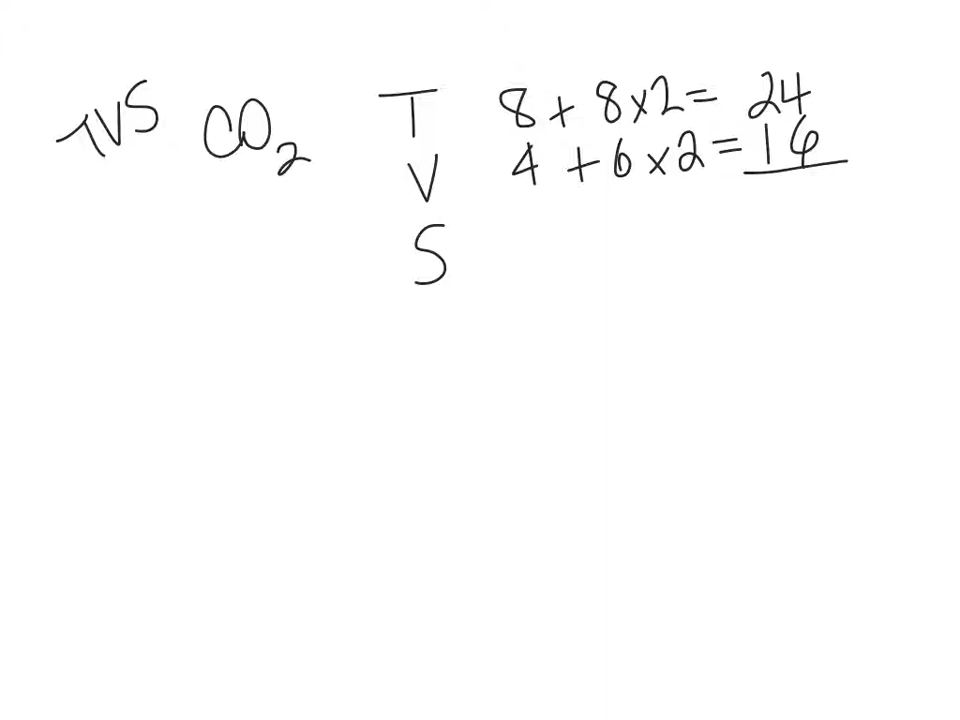 TVS CO₂ T 8 + 8x2 = 24
V 4 + 6x2 = 16
S